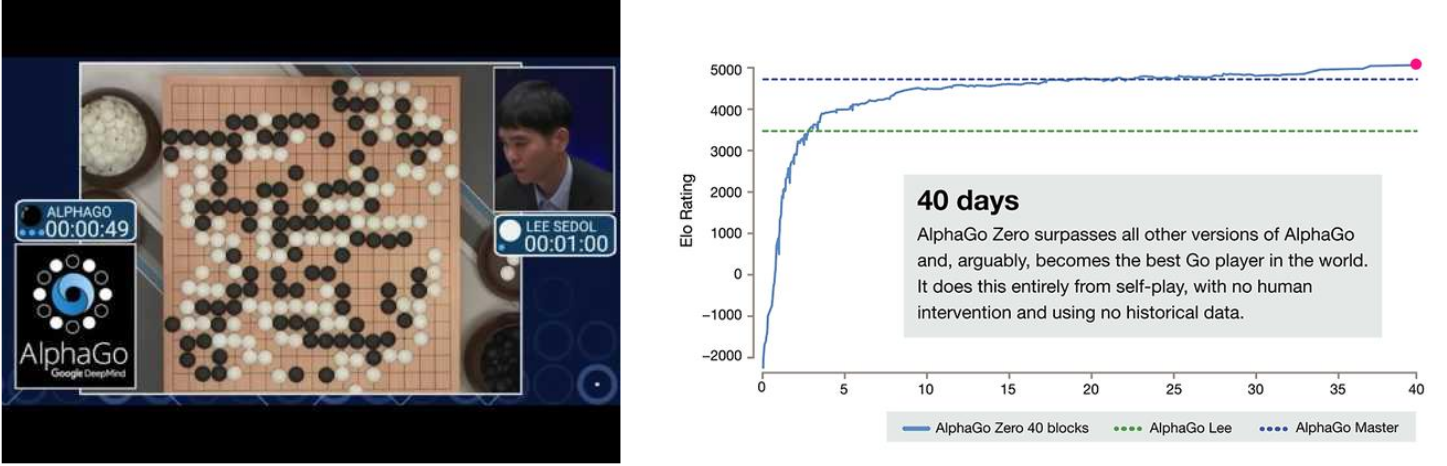 ALPHAGO
00:00:49
LEE SEDOL
00:01:00
AlphaGo
Google DeepMind
5000
4000
3000
2000
1000
0
−1000
−2000
Elo Rating
40 days
AlphaGo Zero surpasses all other versions of AlphaGo
and, arguably, becomes the best Go player in the world.
It does this entirely from self-play, with no human
intervention and using no historical data.
0 5 10 15 20 25 30 35 40
AlphaGo Zero 40 blocks AlphaGo Lee AlphaGo Master